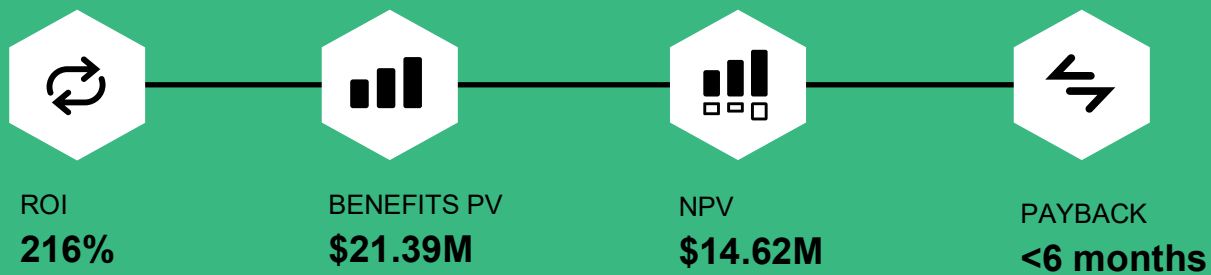 ROI
216%
BENEFITS PV
$21.39M
NPV
$14.62M
PAYBACK
<6 months